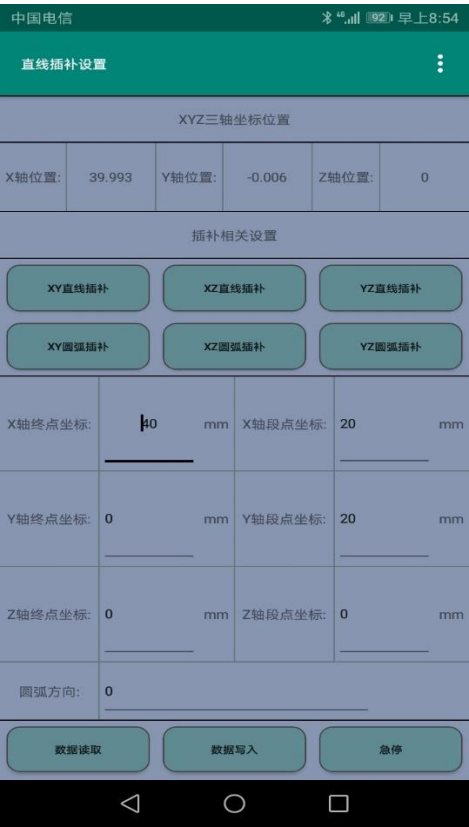 中国电信 46 92 早上8:54
直线插补设置
XYZ三轴坐标位置
X轴位置: 39.993 Y轴位置: -0.006 Z轴位置: 0
插补相关设置
XY直线插补 XZ直线插补 YZ直线插补
XY圆弧插补 XZ圆弧插补 YZ圆弧插补
X轴终点坐标: 40 mm X轴段点坐标: 20 mm
Y轴终点坐标: 0 mm Y轴段点坐标: 20 mm
Z轴终点坐标: 0 mm Z轴段点坐标: 0 mm
圆弧方向: 0
数据读取 数据写入 急停